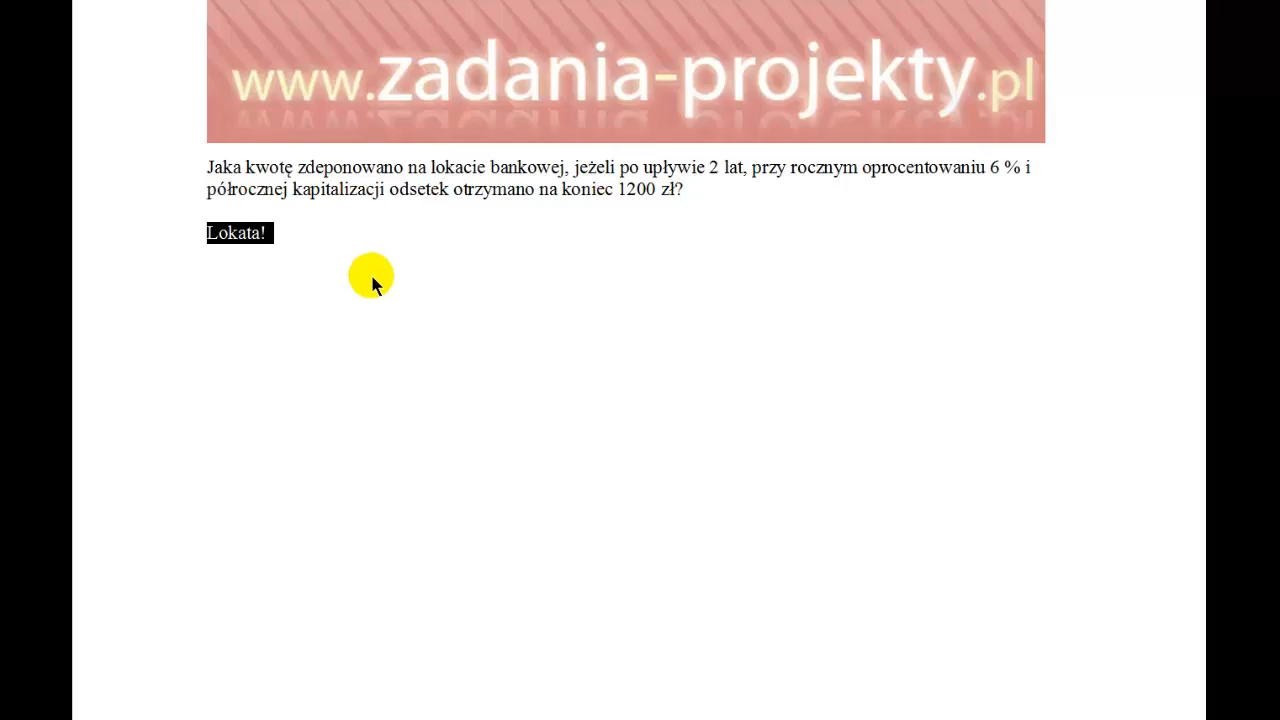 www.zadania-projekty.pl
Jaka kwotę zdeponowano na lokacie bankowej, jeżeli po upływie 2 lat, przy rocznym oprocentowaniu 6 % i
półrocznej kapitalizacji odsetek otrzymano na koniec 1200 zł?
Lokata!